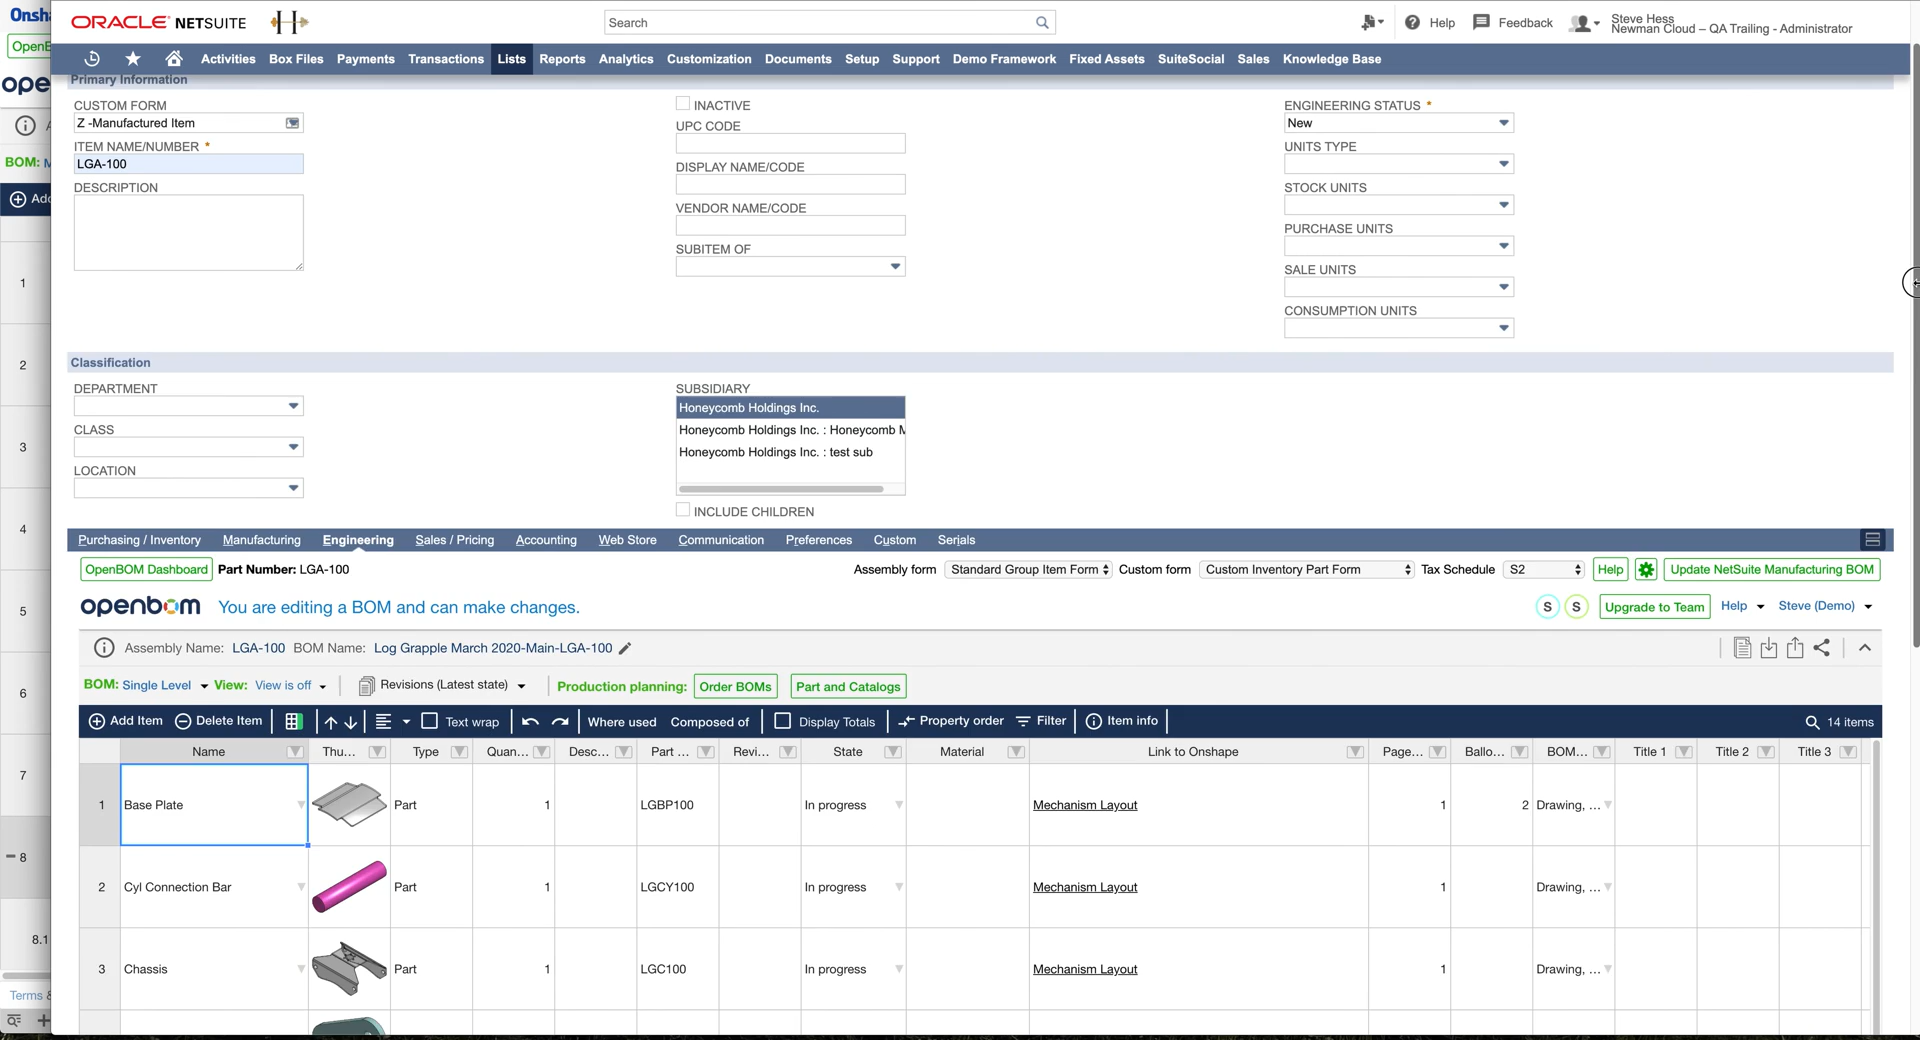 Onsh
OpenB
ope
BOM: M
Add
1
2
3
4
5
6
7
8
8.1
Terms &
ORACLE NETSUITE H
Search
Help Feedback Steve Hess
Newman Cloud – QA Trailing - Administrator
Activities Box Files Payments Transactions Lists Reports Analytics Customization Documents Setup Support Demo Framework Fixed Assets SuiteSocial Sales Knowledge Base
Primary Information
CUSTOM FORM
Z -Manufactured Item
ITEM NAME/NUMBER *
LGA-100
DESCRIPTION
INACTIVE
UPC CODE
DISPLAY NAME/CODE
VENDOR NAME/CODE
SUBITEM OF
ENGINEERING STATUS *
New
UNITS TYPE
STOCK UNITS
PURCHASE UNITS
SALE UNITS
CONSUMPTION UNITS
Classification
DEPARTMENT
CLASS
LOCATION
SUBSIDIARY
Honeycomb Holdings Inc.
Honeycomb Holdings Inc. : Honeycomb M
Honeycomb Holdings Inc. : test sub
INCLUDE CHILDREN
Purchasing / Inventory Manufacturing Engineering Sales / Pricing Accounting Web Store Communication Preferences Custom Serials
OpenBOM Dashboard Part Number: LGA-100 Assembly form Standard Group Item Form Custom form Custom Inventory Part Form Tax Schedule S2 Help Update NetSuite Manufacturing BOM
openbom You are editing a BOM and can make changes. S S Upgrade to Team Help Steve (Demo)
Assembly Name: LGA-100 BOM Name: Log Grapple March 2020-Main-LGA-100
BOM: Single Level View: View is off Revisions (Latest state) Production planning: Order BOMs Part and Catalogs
Add Item Delete Item Text wrap Where used Composed of Display Totals Property order Filter Item info 14 items
Name Thu... Type Quan... Desc... Part ... Revi... State Material Link to Onshape Page... Ballo... BOM... Title 1 Title 2 Title 3
1 Base Plate Part 1 LGBP100 In progress Mechanism Layout 1 2 Drawing, ...
2 Cyl Connection Bar Part 1 LGCY100 In progress Mechanism Layout 1 Drawing, ...
3 Chassis Part 1 LGC100 In progress Mechanism Layout 1 Drawing, ...